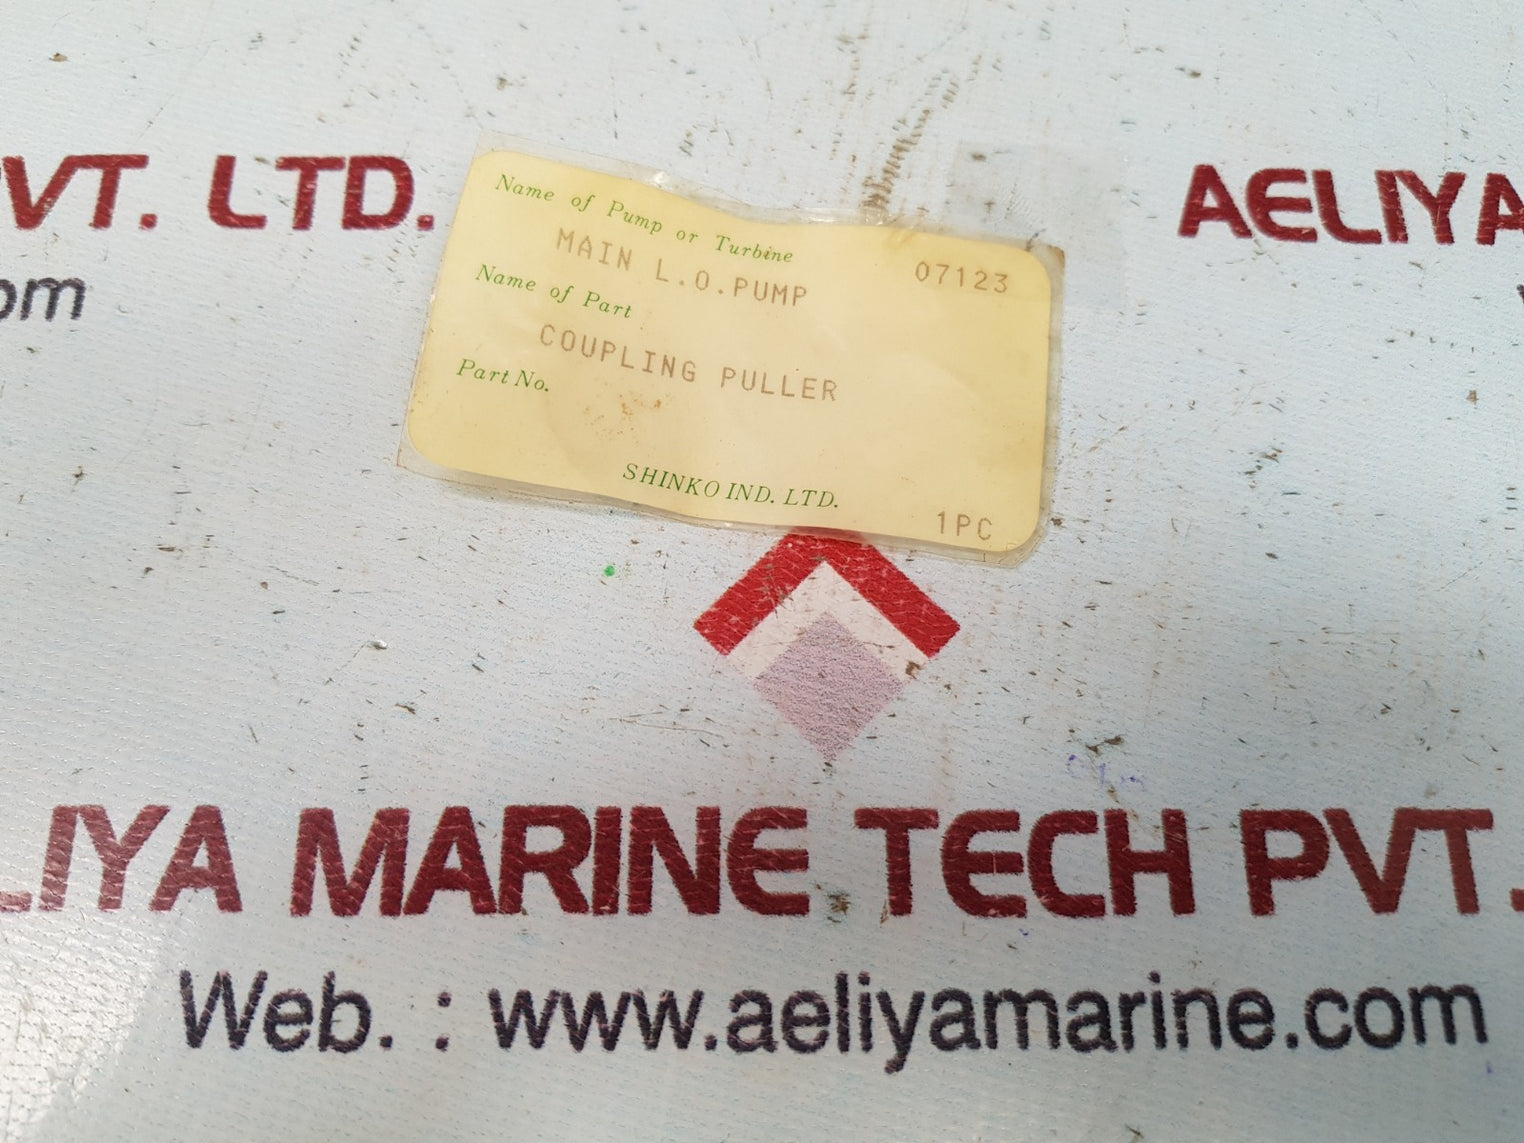 PVT. LTD.
om
AELIYA
Name of Pump or Turbine
MAIN L.O.PUMP
07123
Name of Part
COUPLING PULLER
Part No.
SHINKO IND. LTD.
1PC
LIYA MARINE TECH PVT.
Web. : www.aeliyamarine.com